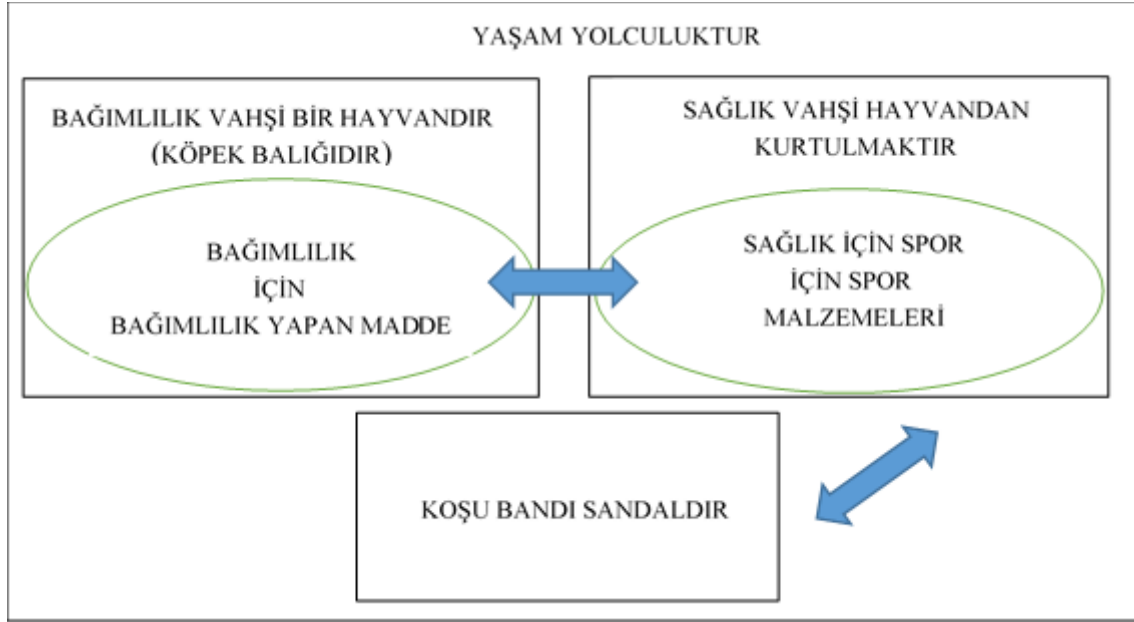 YAŞAM YOLCULUKTUR
BAĞIMLILIK VAHŞİ BİR HAYVANDIR
(KÖPEK BALIĞIDIR)
BAĞIMLILIK
İÇİN
BAĞIMLILIK YAPAN MADDE
SAĞLIK VAHŞİ HAYVANDAN
KURTULMAKTIR
SAĞLIK İÇİN SPOR
İÇİN SPOR
MALZEMELERİ
KOŞU BANDI SANDALDIR